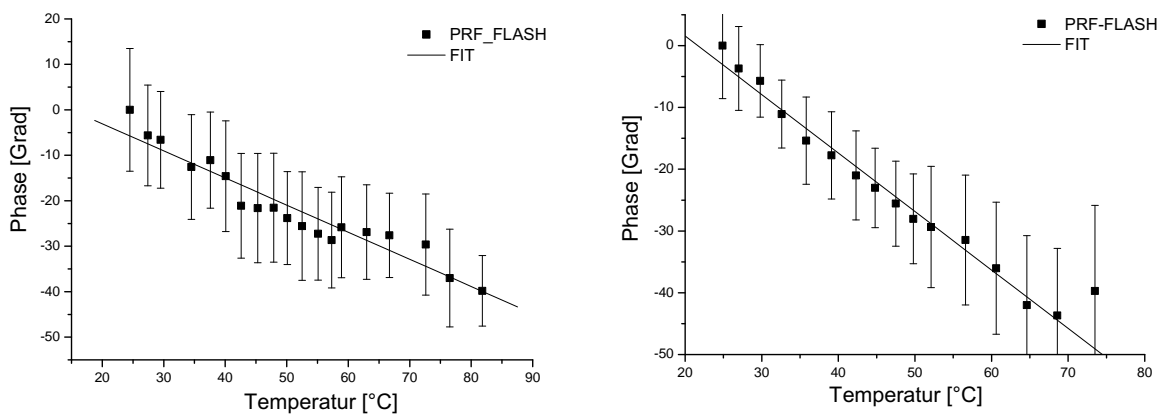 20
10
0
-10
-20
-30
-40
-50
Phase [Grad]
PRF_FLASH
FIT
20 30 40 50 60 70 80 90
Temperatur [°C]
0
-10
-20
-30
-40
-50
Phase [Grad]
PRF-FLASH
FIT
20 30 40 50 60 70 80
Temperatur [°C]